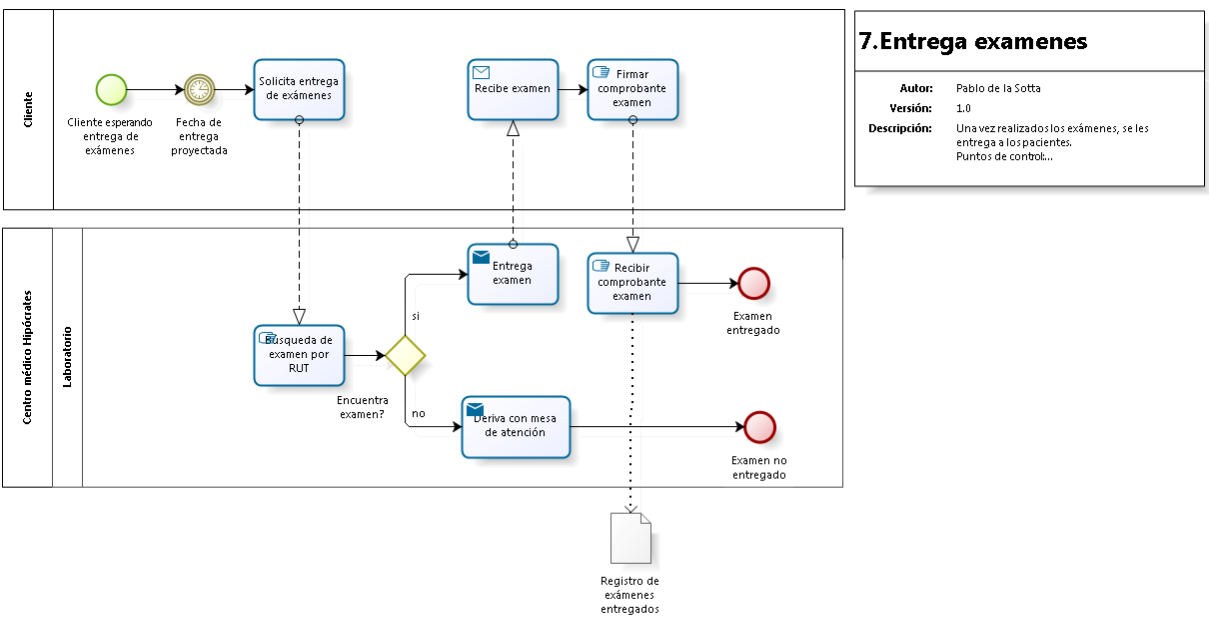 7.Entrega examenes
Autor: Pablo de la Sotta
Versión: 1.0
Descripción: Una vez realizados los exámenes, se les
entrega a los pacientes.
Puntos de control:...
Cliente
Cliente esperando
entrega de
exámenes
Fecha de
entrega
proyectada
Solicita entrega
de exámenes
Recibe examen
Firmar
comprobante
examen
Centro médico Hipócrates
Laboratorio
Búsqueda de
examen por
RUT
Encuentra
examen?
si
no
Entrega
examen
Deriva con mesa
de atención
Recibir
comprobante
examen
Examen
entregado
Examen no
entregado
Registro de
exámenes
entregados